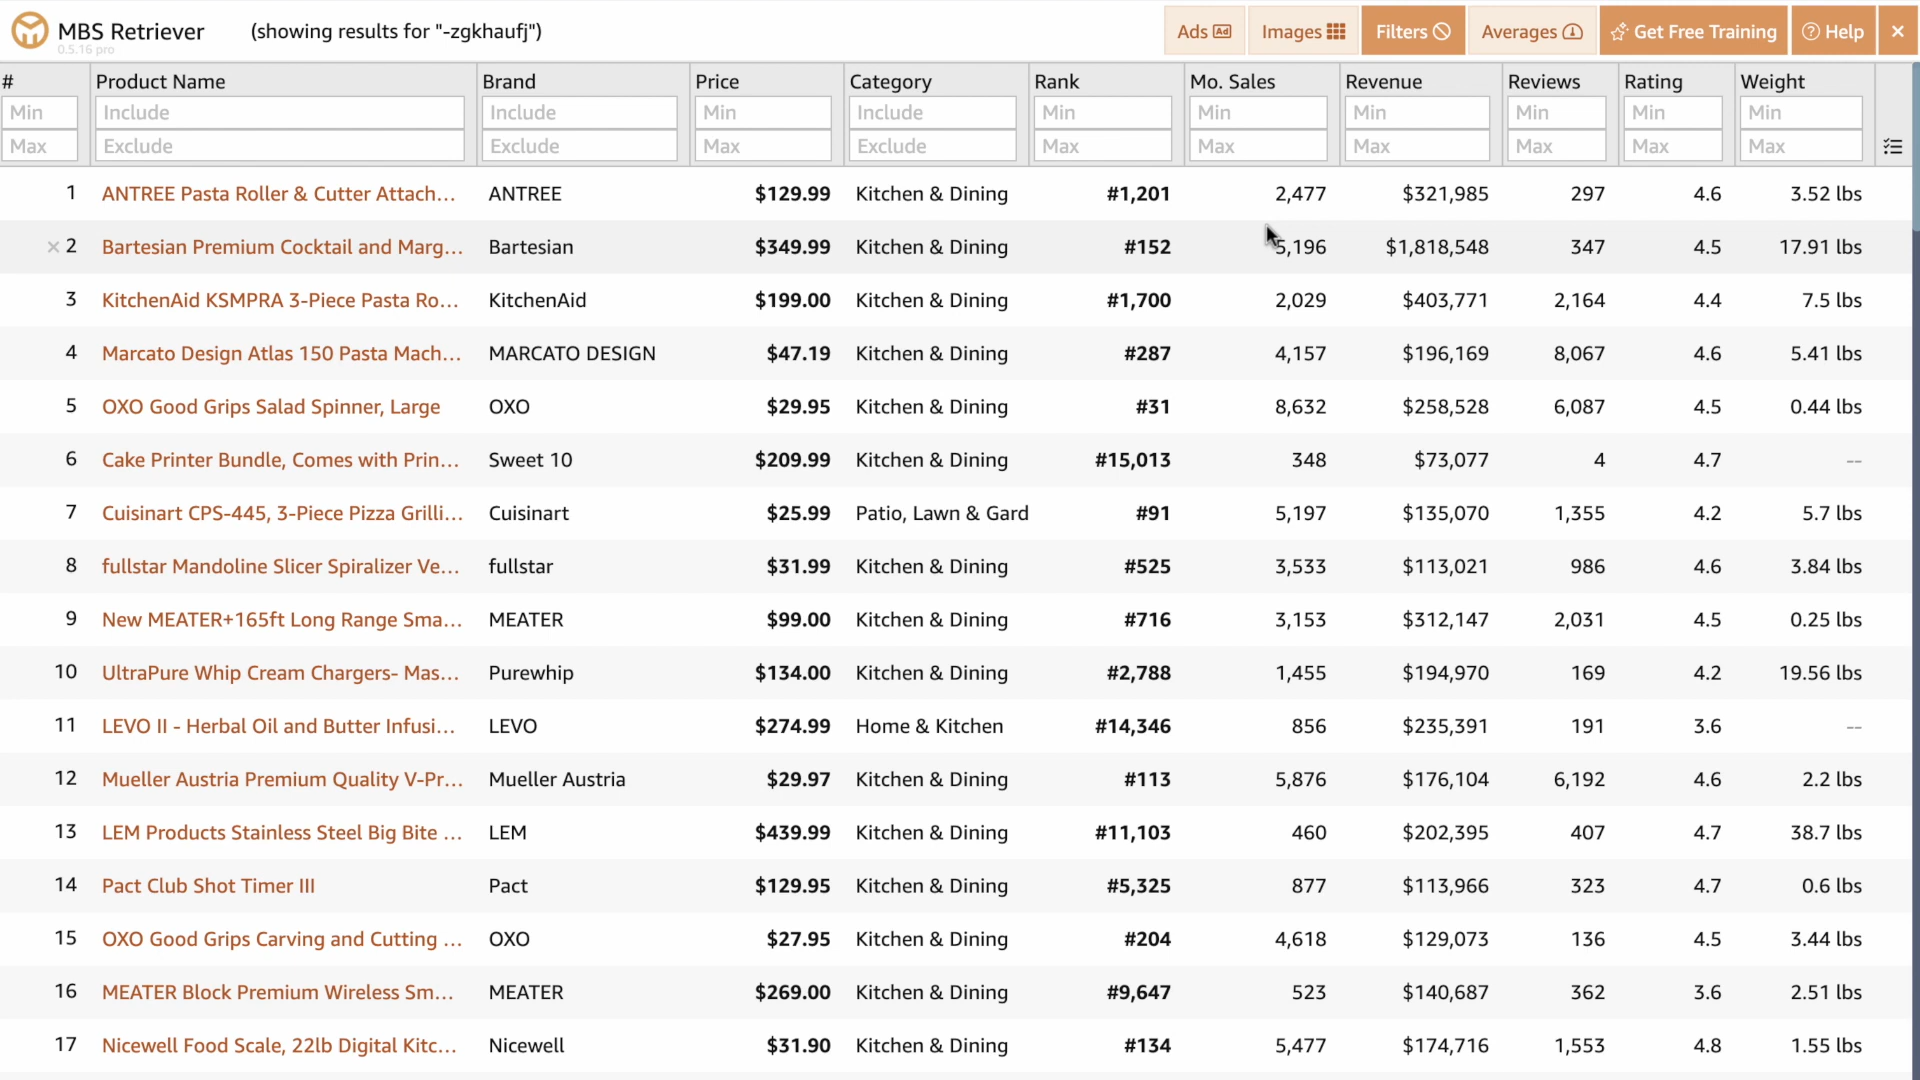 MBS Retriever (showing results for "-zgkhaufj") Ads Ad Images Filters Averages Get Free Training Help ×
0.5.16 pro
# Product Name Brand Price Category Rank Mo. Sales Revenue Reviews Rating Weight
Min Include Include Min Include Min Min Min Min Min Min
Max Exclude Exclude Max Exclude Max Max Max Max Max Max
1 ANTREE Pasta Roller & Cutter Attach... ANTREE $129.99 Kitchen & Dining #1,201 2,477 $321,985 297 4.6 3.52 lbs
× 2 Bartesian Premium Cocktail and Marg... Bartesian $349.99 Kitchen & Dining #152 5,196 $1,818,548 347 4.5 17.91 lbs
3 KitchenAid KSMPRA 3-Piece Pasta Ro... KitchenAid $199.00 Kitchen & Dining #1,700 2,029 $403,771 2,164 4.4 7.5 lbs
4 Marcato Design Atlas 150 Pasta Mach... MARCATO DESIGN $47.19 Kitchen & Dining #287 4,157 $196,169 8,067 4.6 5.41 lbs
5 OXO Good Grips Salad Spinner, Large OXO $29.95 Kitchen & Dining #31 8,632 $258,528 6,087 4.5 0.44 lbs
6 Cake Printer Bundle, Comes with Prin... Sweet 10 $209.99 Kitchen & Dining #15,013 348 $73,077 4 4.7 --
7 Cuisinart CPS-445, 3-Piece Pizza Grilli... Cuisinart $25.99 Patio, Lawn & Gard #91 5,197 $135,070 1,355 4.2 5.7 lbs
8 fullstar Mandoline Slicer Spiralizer Ve... fullstar $31.99 Kitchen & Dining #525 3,533 $113,021 986 4.6 3.84 lbs
9 New MEATER+165ft Long Range Sma... MEATER $99.00 Kitchen & Dining #716 3,153 $312,147 2,031 4.5 0.25 lbs
10 UltraPure Whip Cream Chargers- Mas... Purewhip $134.00 Kitchen & Dining #2,788 1,455 $194,970 169 4.2 19.56 lbs
11 LEVO II - Herbal Oil and Butter Infusi... LEVO $274.99 Home & Kitchen #14,346 856 $235,391 191 3.6 --
12 Mueller Austria Premium Quality V-Pr... Mueller Austria $29.97 Kitchen & Dining #113 5,876 $176,104 6,192 4.6 2.2 lbs
13 LEM Products Stainless Steel Big Bite ... LEM $439.99 Kitchen & Dining #11,103 460 $202,395 407 4.7 38.7 lbs
14 Pact Club Shot Timer III Pact $129.95 Kitchen & Dining #5,325 877 $113,966 323 4.7 0.6 lbs
15 OXO Good Grips Carving and Cutting ... OXO $27.95 Kitchen & Dining #204 4,618 $129,073 136 4.5 3.44 lbs
16 MEATER Block Premium Wireless Sm... MEATER $269.00 Kitchen & Dining #9,647 523 $140,687 362 3.6 2.51 lbs
17 Nicewell Food Scale, 22lb Digital Kitc... Nicewell $31.90 Kitchen & Dining #134 5,477 $174,716 1,553 4.8 1.55 lbs